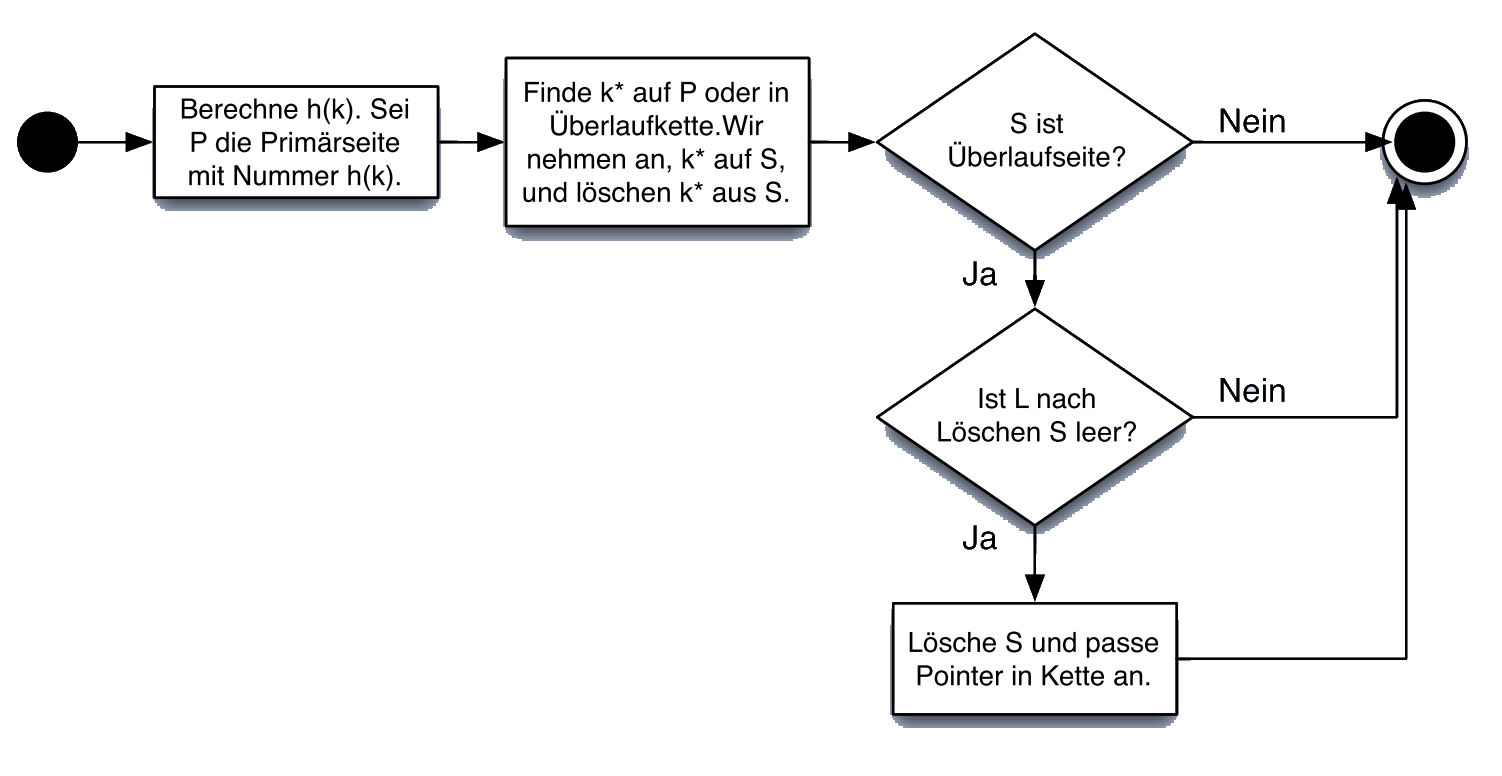 Berechne h(k). Sei
P die Primärseite
mit Nummer h(k).
Finde k* auf P oder in
Überlaufkette.Wir
nehmen an, k* auf S,
und löschen k* aus S.
S ist
Überlaufseite?
Nein
Ja
Ist L nach
Löschen S leer?
Nein
Ja
Lösche S und passe
Pointer in Kette an.